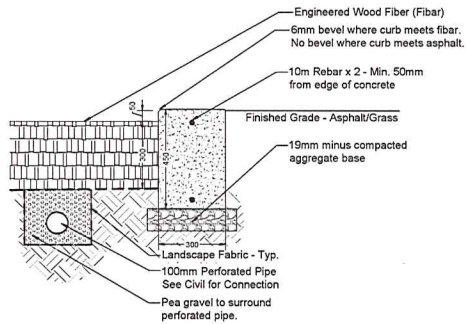 Engineered Wood Fiber (Fibar)
6mm bevel where curb meets fibar.
No bevel where curb meets asphalt.
10m Rebar x 2 - Min. 50mm
from edge of concrete
50
Finished Grade - Asphalt/Grass
300
450
19mm minus compacted
aggregate base
300
Landscape Fabric - Typ.
100mm Perforated Pipe
See Civil for Connection
Pea gravel to surround
perforated pipe.